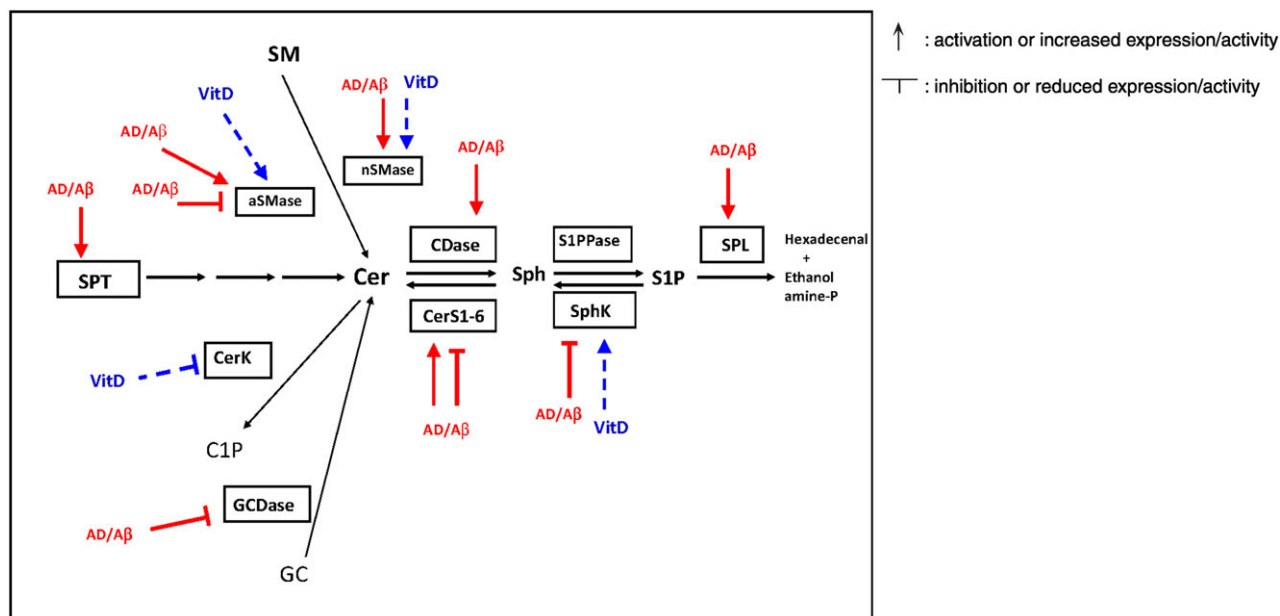 SM
: activation or increased expression/activity
: inhibition or reduced expression/activity
VitD
AD/Aβ
VitD
AD/Aβ
nSMase
AD/Aβ
AD/Aβ
AD/Aβ
AD/Aβ
aSMase
SPT
CDase
S1PPase
SPL
Cer
Sph
S1P
Hexadecenal
+
Ethanol
amine-P
CerS1-6
SphK
CerK
VitD
AD/Aβ
AD/Aβ
VitD
C1P
GCDase
AD/Aβ
GC